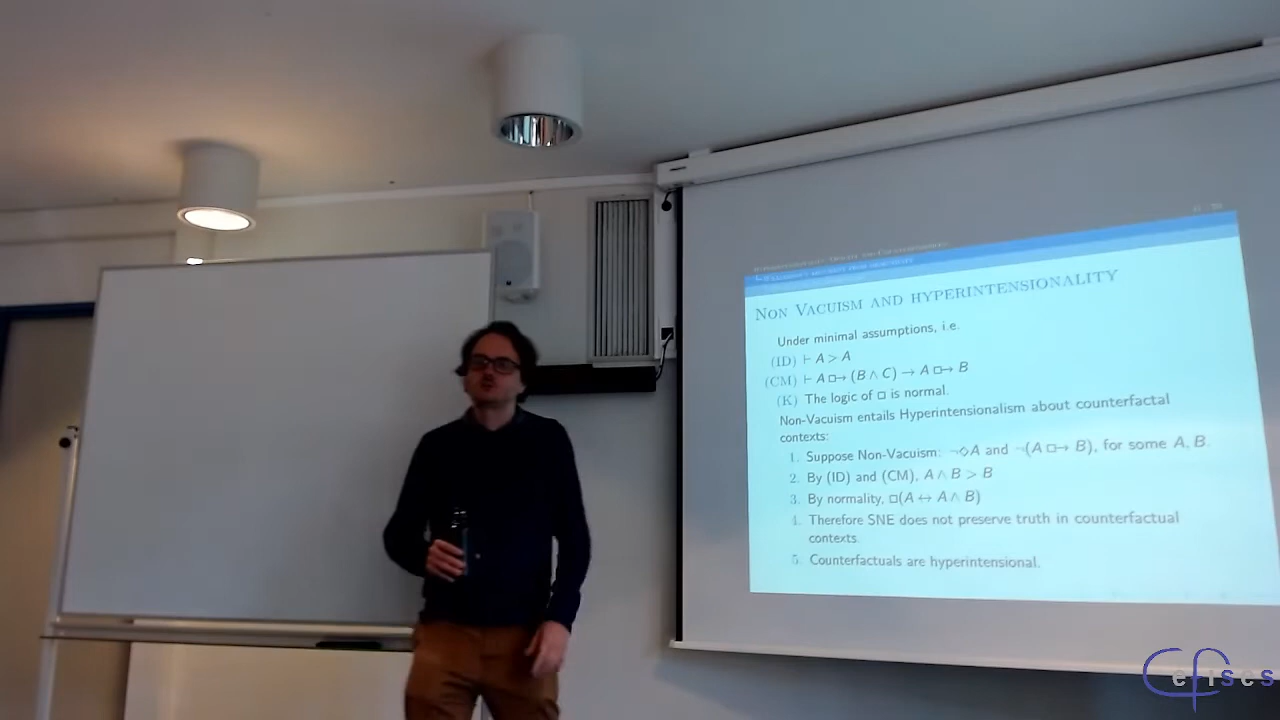 NON VACUISM AND HYPERINTENSIONALITY
Under minimal assumptions, i.e.
(ID) ⊢ A > A
(CM) ⊢ A □→ (B ∧ C) → A □→ B
(K) The logic of □ is normal.
Non-Vacuism entails Hyperintensionalism about counterfactal
contexts:
1. Suppose Non-Vacuism: ¬◇A and ¬(A □→ B), for some A, B.
2. By (ID) and (CM), A ∧ B > B
3. By normality, □(A ↔ A ∧ B)
4. Therefore SNE does not preserve truth in counterfactual
contexts.
5. Counterfactuals are hyperintensional.
Cefises